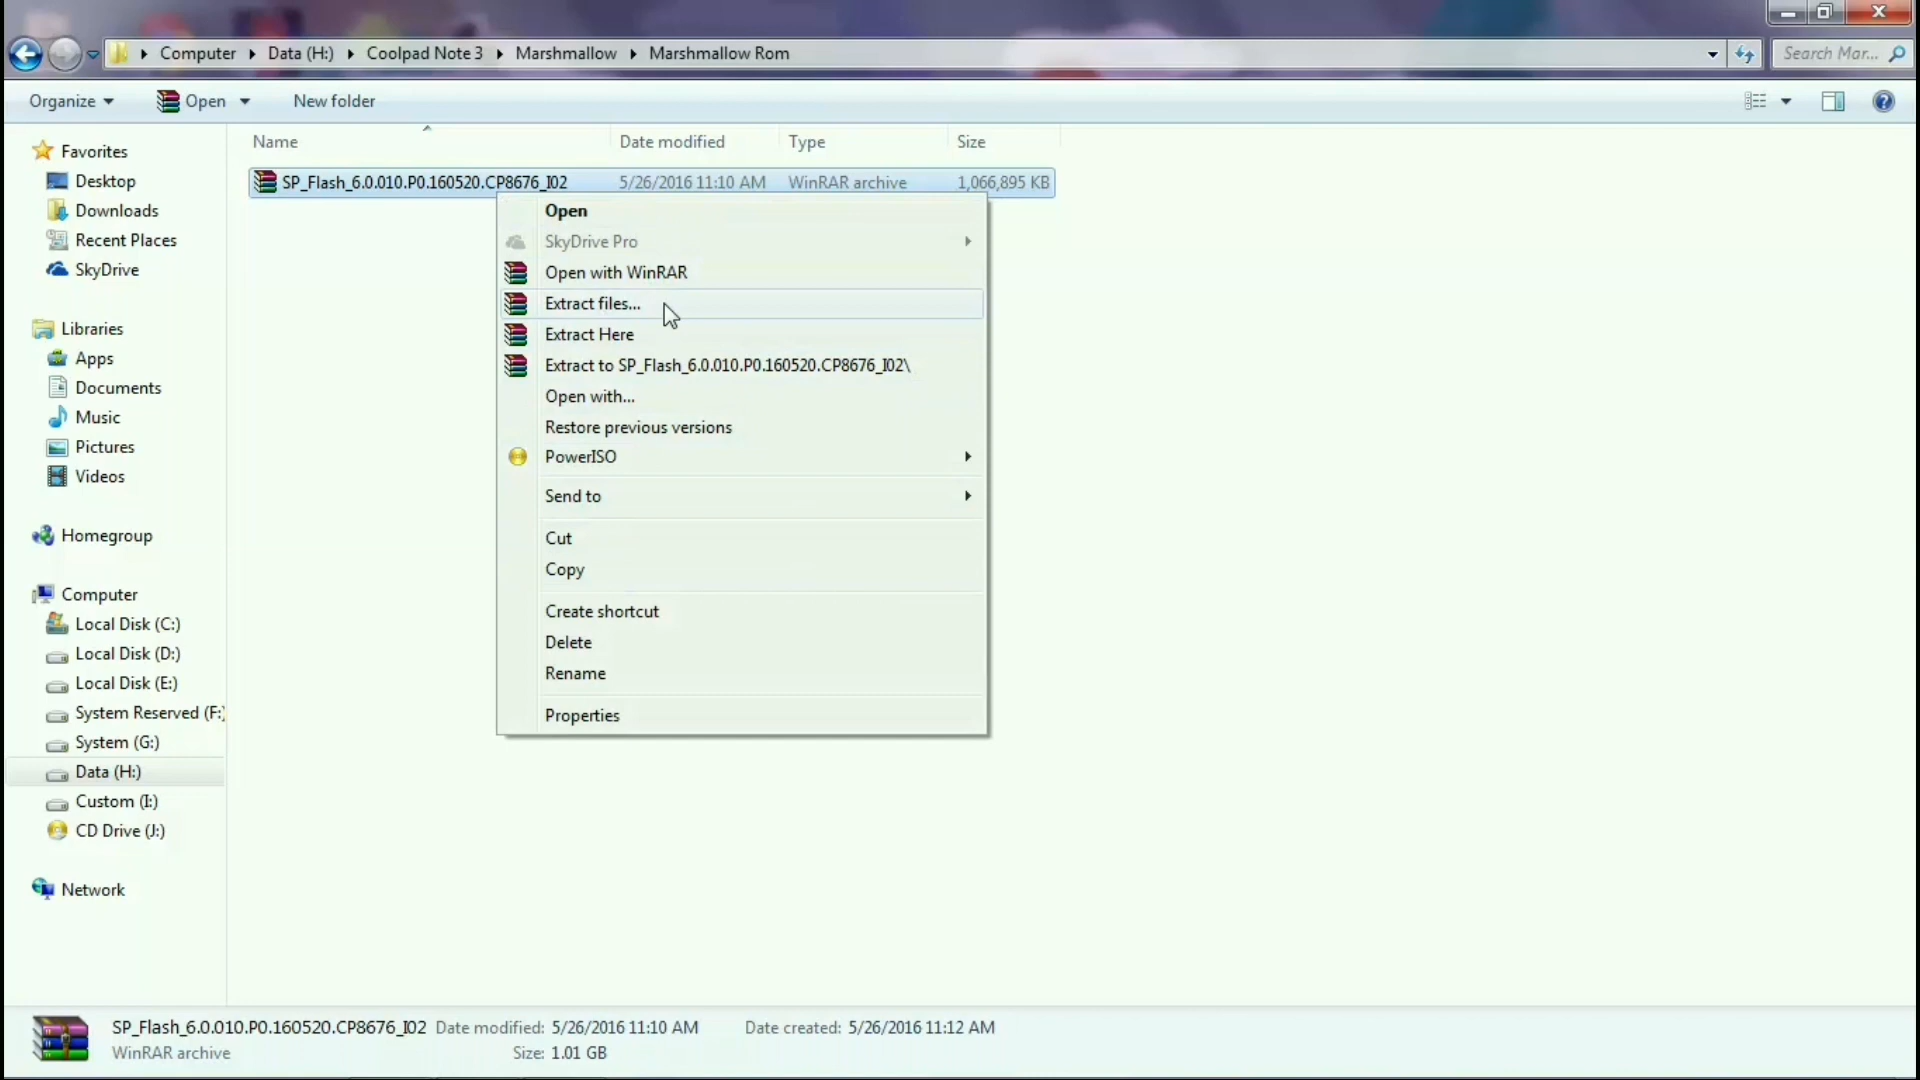 Computer Data (H:) Coolpad Note 3 Marshmallow Marshmallow Rom
Search Mar...
Organize Open New folder
Name Date modified Type Size
SP_Flash_6.0.010.P0.160520.CP8676_I02 5/26/2016 11:10 AM WinRAR archive 1,066,895 KB
Favorites
Desktop
Downloads
Recent Places
SkyDrive
Libraries
Apps
Documents
Music
Pictures
Videos
Homegroup
Computer
Local Disk (C:)
Local Disk (D:)
Local Disk (E:)
System Reserved (F:)
System (G:)
Data (H:)
Custom (I:)
CD Drive (J:)
Network
Open
SkyDrive Pro
Open with WinRAR
Extract files...
Extract Here
Extract to SP_Flash_6.0.010.P0.160520.CP8676_I02\
Open with...
Restore previous versions
PowerISO
Send to
Cut
Copy
Create shortcut
Delete
Rename
Properties
SP_Flash_6.0.010.P0.160520.CP8676_I02 Date modified: 5/26/2016 11:10 AM Date created: 5/26/2016 11:12 AM
WinRAR archive Size: 1.01 GB